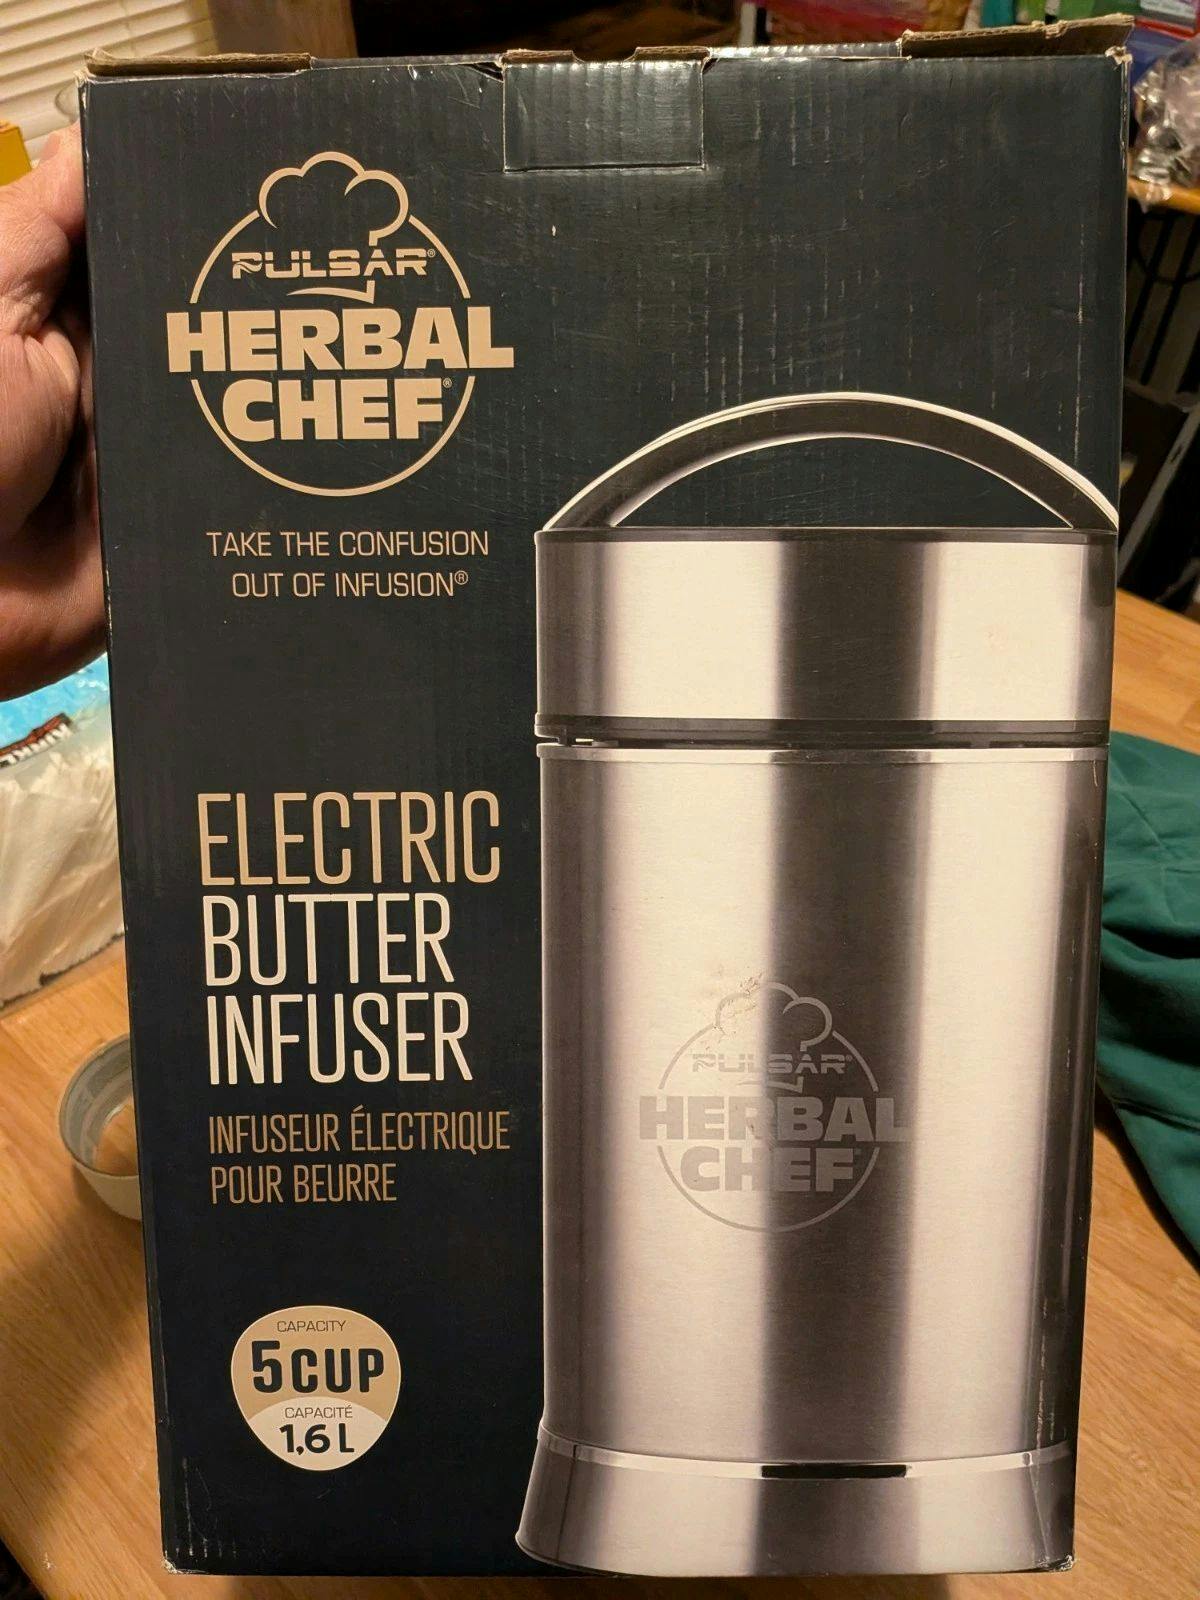 PULSAR®
HERBAL
CHEF®
TAKE THE CONFUSION
OUT OF INFUSION®
ELECTRIC
BUTTER
INFUSER
INFUSEUR ÉLECTRIQUE
POUR BEURRE
CAPACITY
5 CUP
CAPACITÉ
1,6 L
PULSAR
HERBAL
CHEF